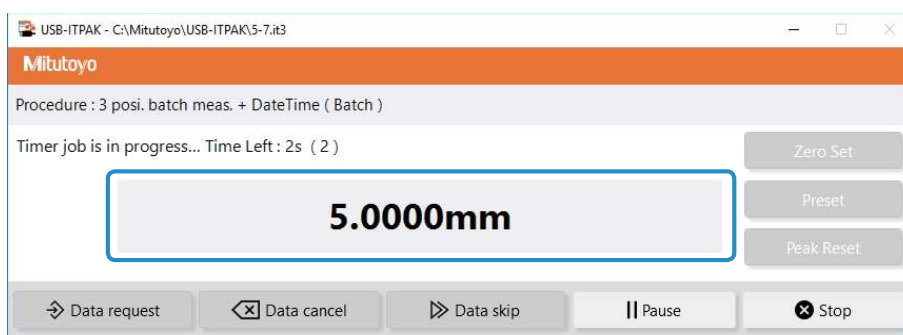 USB-ITPAK - C:\Mitutoyo\USB-ITPAK\5-7.it3
Mitutoyo
Procedure : 3 posi. batch meas. + DateTime ( Batch )
Timer job is in progress... Time Left : 2s ( 2 )
Zero Set
5.0000mm
Preset
Peak Reset
Data request Data cancel Data skip Pause Stop